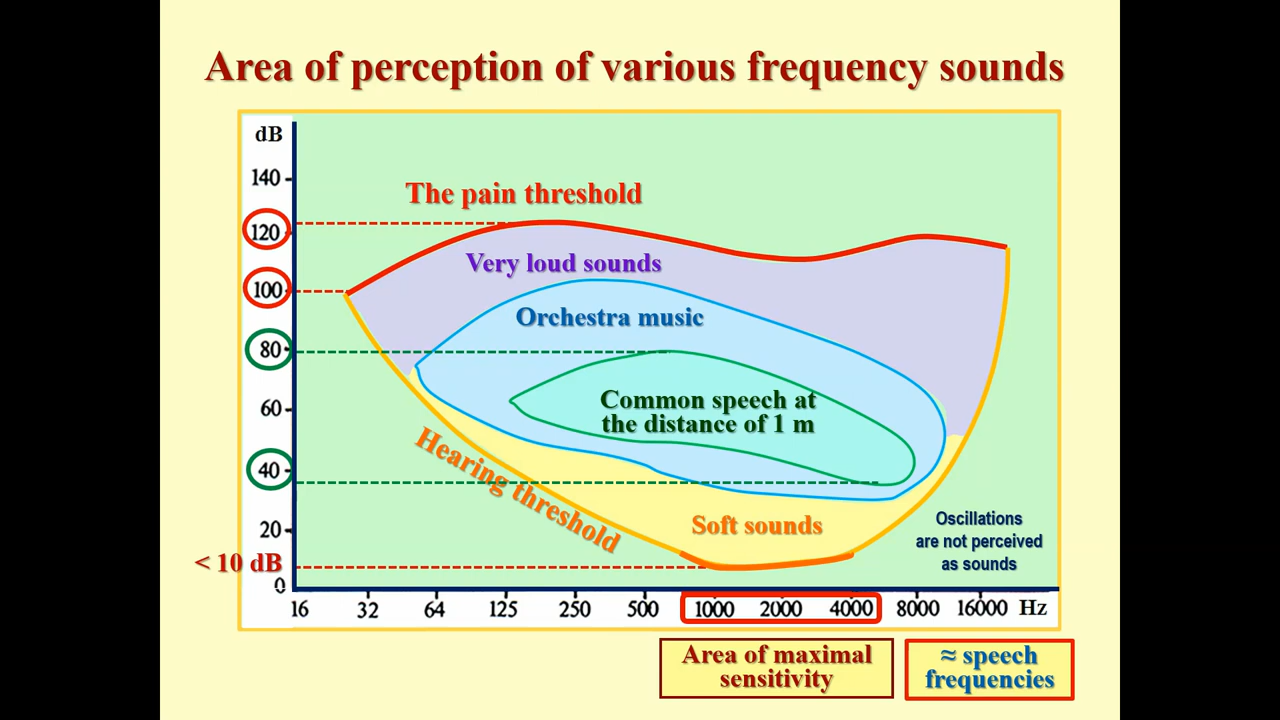 Area of perception of various frequency sounds
dB
140
120
100
80
60
40
20
< 10 dB
0
The pain threshold
Very loud sounds
Orchestra music
Common speech at
the distance of 1 m
Hearing threshold
Soft sounds
Oscillations
are not perceived
as sounds
16 32 64 125 250 500 1000 2000 4000 8000 16000 Hz
Area of maximal
sensitivity
≈ speech
frequencies